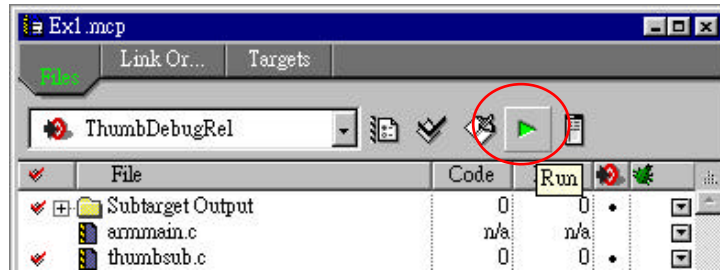 Ex1.mcp
Files
Link Or...
Targets
ThumbDebugRel
File
Code
Run
Subtarget Output
0
0
armmain.c
n/a
n/a
thumbsub.c
0
0